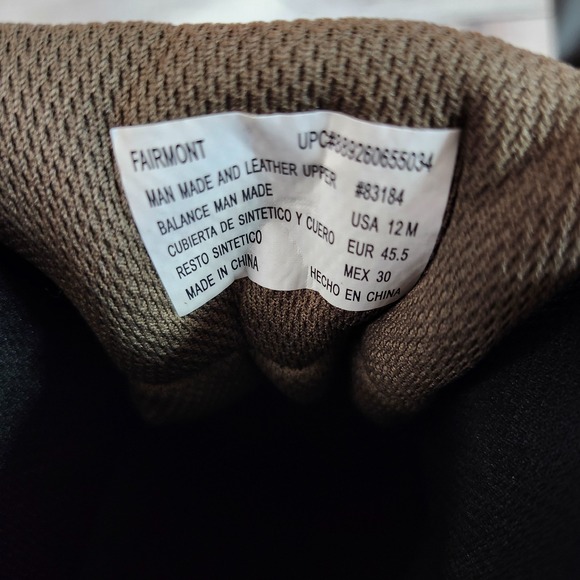 FAIRMONT UPC#889260655034
MAN MADE AND LEATHER UPPER #83184
BALANCE MAN MADE USA 12 M
CUBIERTA DE SINTETICO Y CUERO EUR 45.5
RESTO SINTETICO MEX 30
MADE IN CHINA HECHO EN CHINA